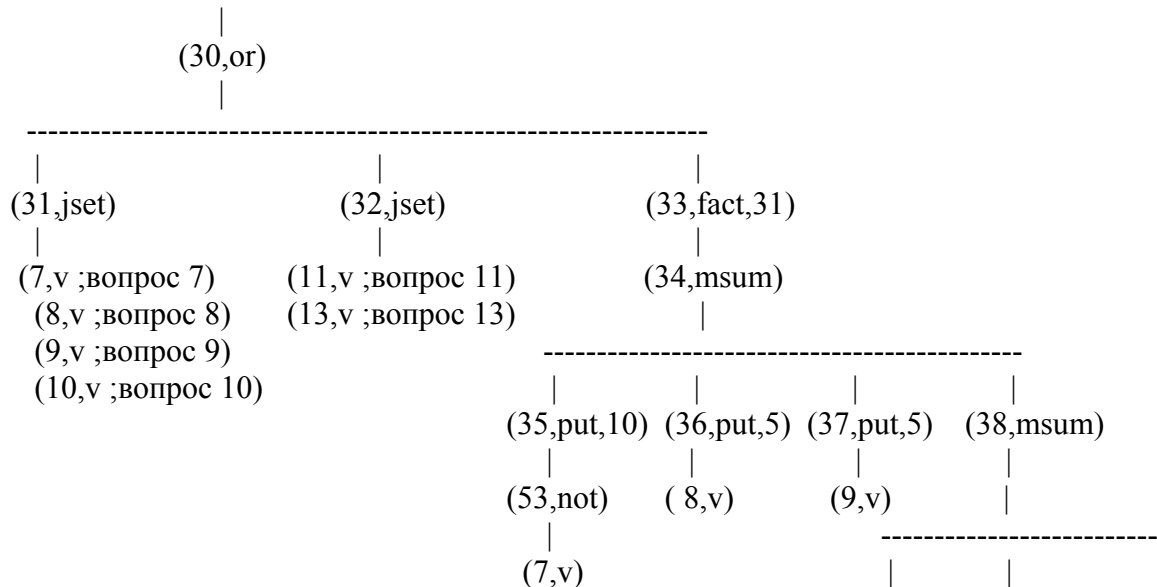 (30,or)
(31,jset) (32,jset) (33,fact,31)
(7,v ;вопрос 7) (11,v ;вопрос 11) (34,msum)
(8,v ;вопрос 8) (13,v ;вопрос 13)
(9,v ;вопрос 9)
(10,v ;вопрос 10)
(35,put,10) (36,put,5) (37,put,5) (38,msum)
(53,not) ( 8,v) (9,v)
(7,v)